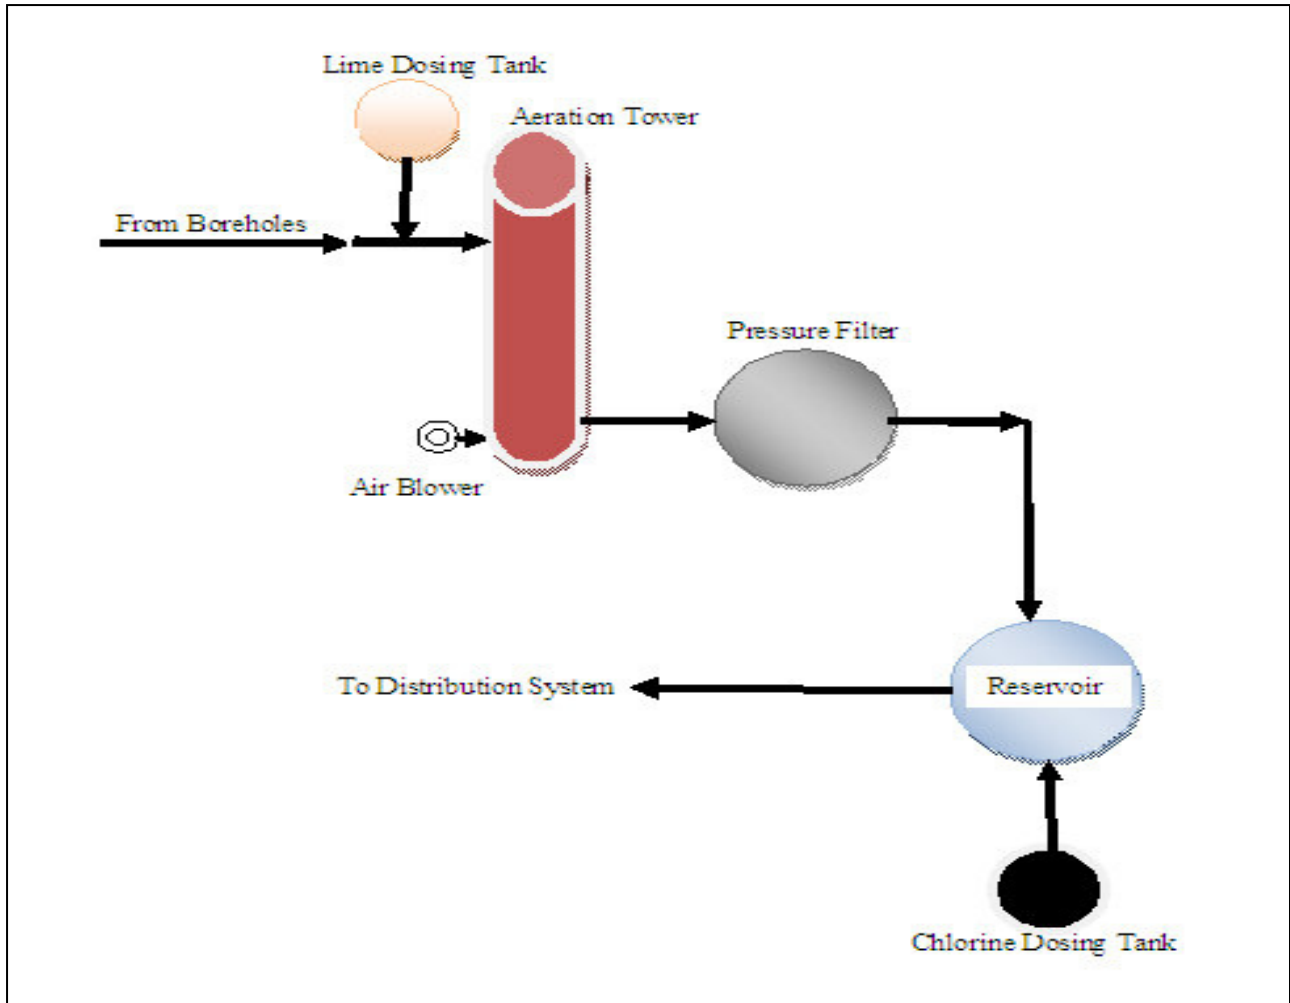 Lime Dosing Tank
Aeration Tower
From Boreholes
Pressure Filter
Air Blower
To Distribution System
Reservoir
Chlorine Dosing Tank